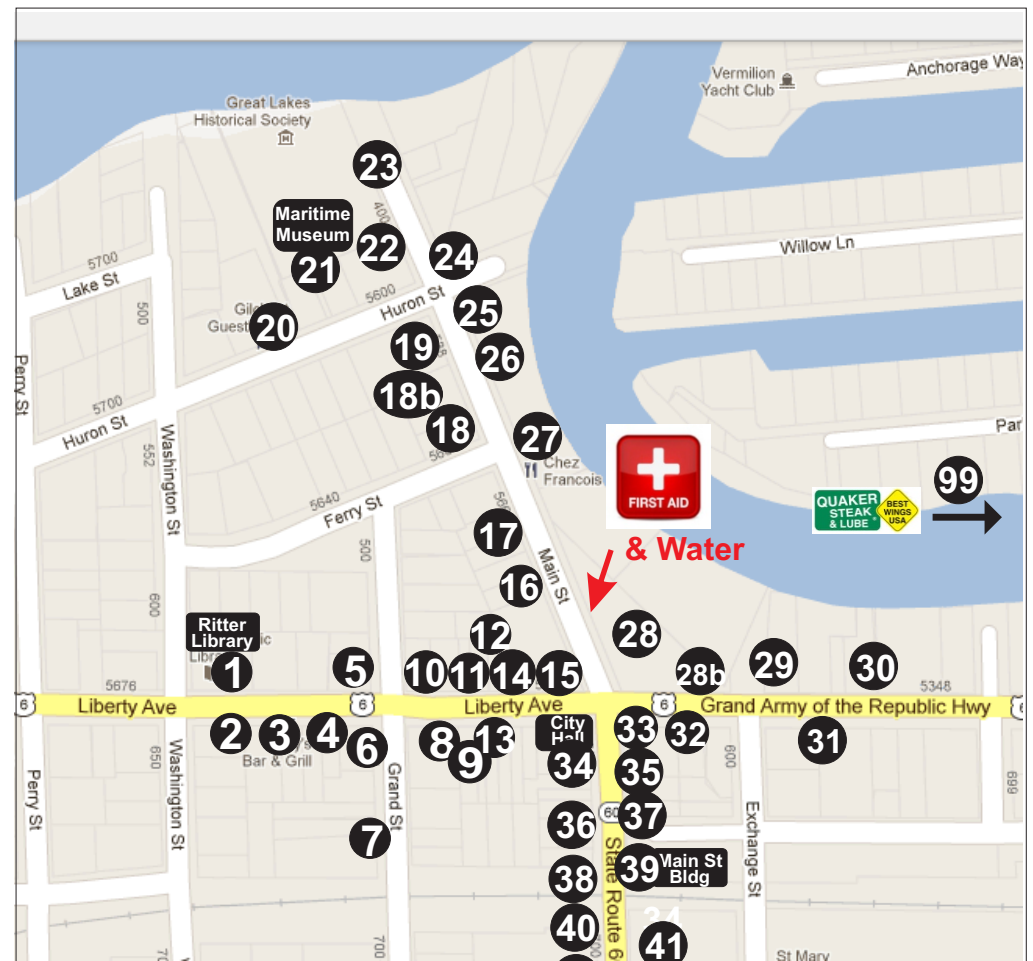 Vermilion
Yacht Club
Anchorage Way
Great Lakes
Historical Society
23
400
Maritime
Museum
22
24
Willow Ln
21
5700
Lake St
5600
Huron St
500
20
25
19
26
Perry St
18b
5700
Huron St
18
27
Chez
Francois
552
Washington St
FIRST AID
99
QUAKER
STEAK
& LUBE
BEST
WINGS
USA
5640
Ferry St
500
17
Main St
& Water
16
600
Ritter
Library
12
28
1
5
10
11
14
15
28b
29
30
5676
5348
6
Liberty Ave
6
Liberty Ave
6
Grand Army of the Republic Hwy
2
3
4
6
8
9
13
City
Hall
33
32
31
Bar & Grill
34
35
650
600
Perry St
Washington St
Grand St
699
7
36
60
37
Exchange St
38
39
Main St
Bldg
State Route 6
40
34
41
700
St Mary